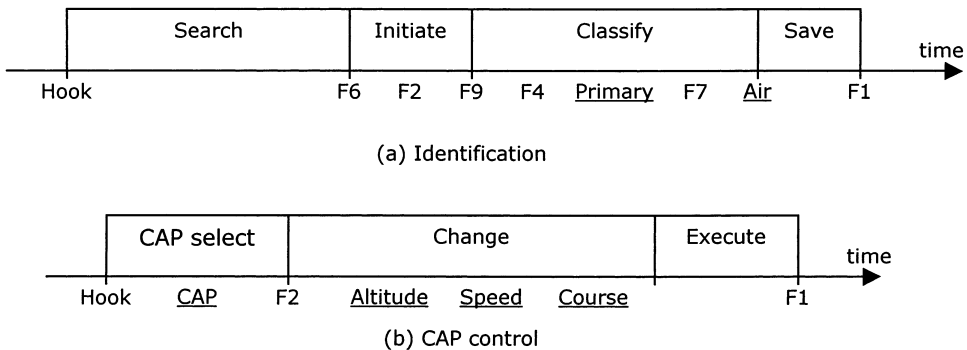 Search Initiate Classify Save
time
Hook F6 F2 F9 F4 Primary F7 Air F1
(a) Identification
CAP select Change Execute
time
Hook CAP F2 Altitude Speed Course F1
(b) CAP control